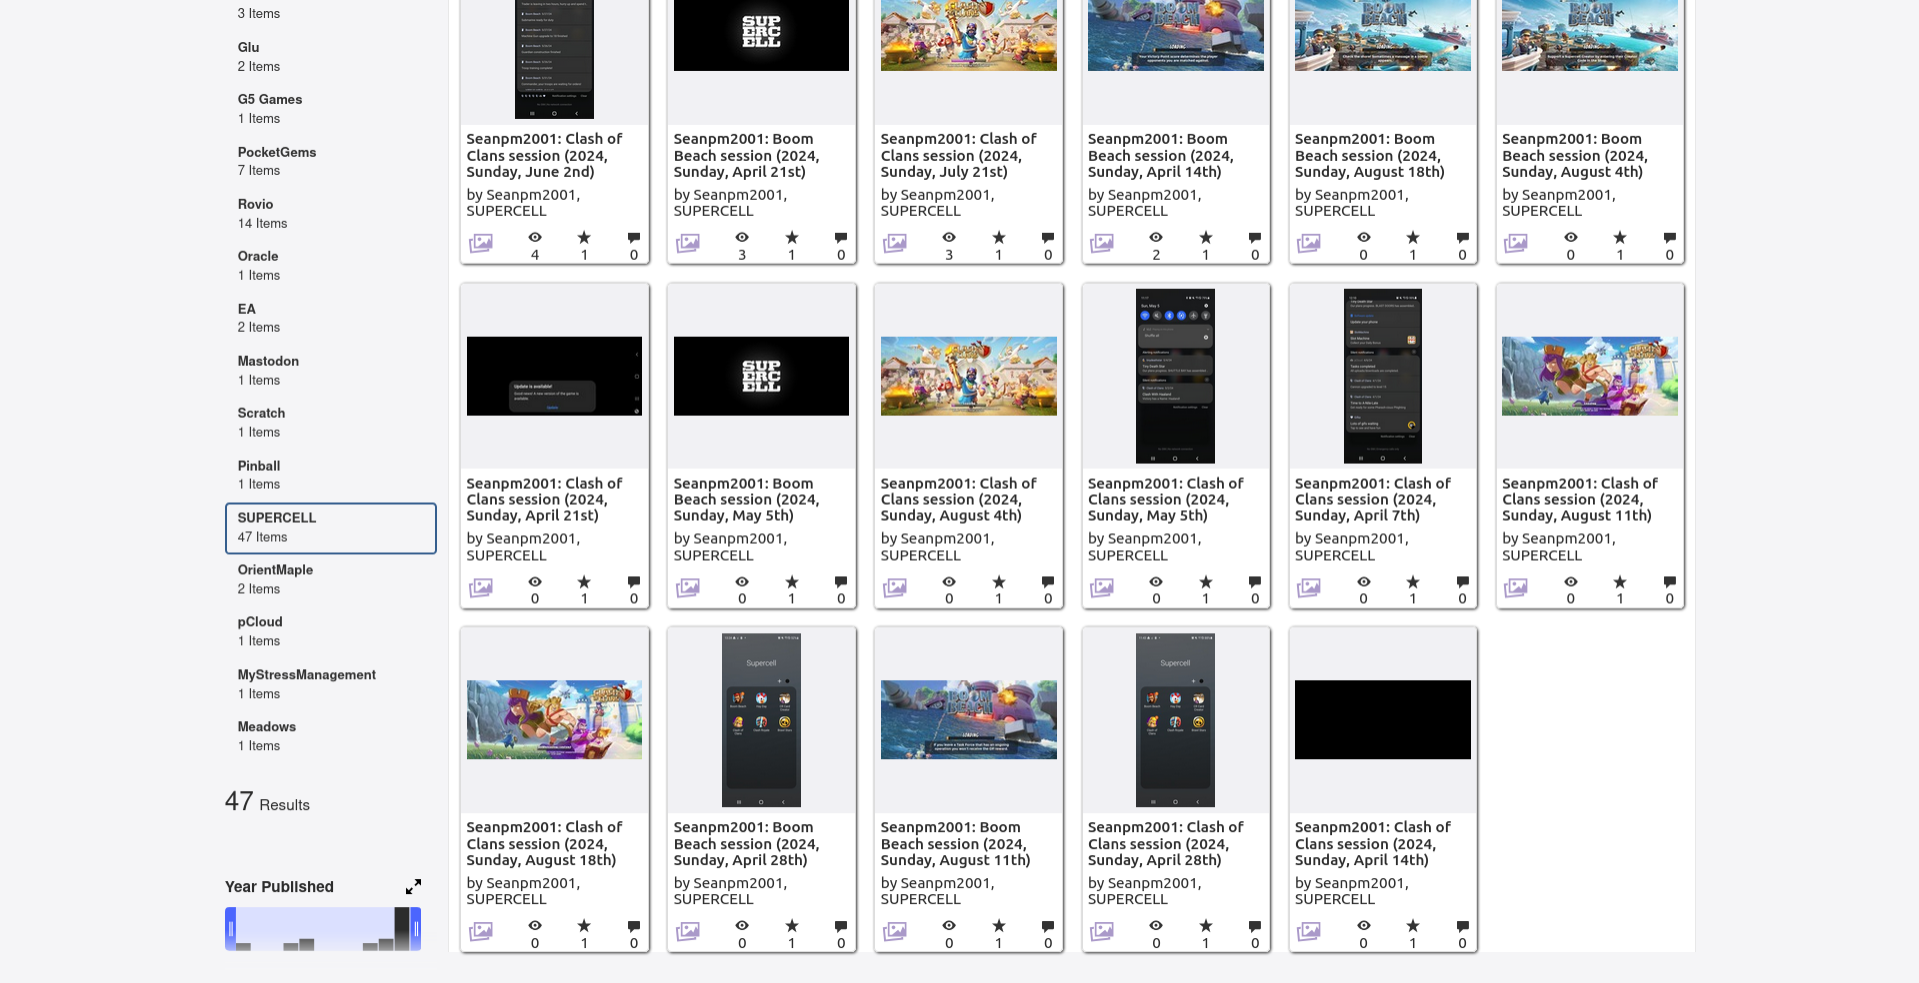 3 Items
Glu
2 Items
G5 Games
1 Items
PocketGems
7 Items
Rovio
14 Items
Oracle
1 Items
EA
2 Items
Mastodon
1 Items
Scratch
1 Items
Pinball
1 Items
SUPERCELL
47 Items
OrientMaple
2 Items
pCloud
1 Items
MyStressManagement
1 Items
Meadows
1 Items
47 Results
Year Published
Seanpm2001: Clash of
Clans session (2024,
Sunday, June 2nd)
by Seanpm2001,
SUPERCELL
4 1 0
SUP
ERC
ELL
Seanpm2001: Boom
Beach session (2024,
Sunday, April 21st)
by Seanpm2001,
SUPERCELL
3 1 0
Seanpm2001: Clash of
Clans session (2024,
Sunday, July 21st)
by Seanpm2001,
SUPERCELL
3 1 0
BOOM
BEACH
Seanpm2001: Boom
Beach session (2024,
Sunday, April 14th)
by Seanpm2001,
SUPERCELL
2 1 0
BOOM
BEACH
Seanpm2001: Boom
Beach session (2024,
Sunday, August 18th)
by Seanpm2001,
SUPERCELL
0 1 0
BOOM
BEACH
Seanpm2001: Boom
Beach session (2024,
Sunday, August 4th)
by Seanpm2001,
SUPERCELL
0 1 0
Update is available!
Update
Seanpm2001: Clash of
Clans session (2024,
Sunday, April 21st)
by Seanpm2001,
SUPERCELL
0 1 0
SUP
ERC
ELL
Seanpm2001: Boom
Beach session (2024,
Sunday, May 5th)
by Seanpm2001,
SUPERCELL
0 1 0
Seanpm2001: Clash of
Clans session (2024,
Sunday, August 4th)
by Seanpm2001,
SUPERCELL
0 1 0
Sun, May 5
Seanpm2001: Clash of
Clans session (2024,
Sunday, May 5th)
by Seanpm2001,
SUPERCELL
0 1 0
Seanpm2001: Clash of
Clans session (2024,
Sunday, April 7th)
by Seanpm2001,
SUPERCELL
0 1 0
Seanpm2001: Clash of
Clans session (2024,
Sunday, August 11th)
by Seanpm2001,
SUPERCELL
0 1 0
Seanpm2001: Clash of
Clans session (2024,
Sunday, August 18th)
by Seanpm2001,
SUPERCELL
0 1 0
Supercell
Seanpm2001: Boom
Beach session (2024,
Sunday, April 28th)
by Seanpm2001,
SUPERCELL
0 1 0
BOOM
BEACH
Seanpm2001: Boom
Beach session (2024,
Sunday, August 11th)
by Seanpm2001,
SUPERCELL
0 1 0
Supercell
Seanpm2001: Clash of
Clans session (2024,
Sunday, April 28th)
by Seanpm2001,
SUPERCELL
0 1 0
Seanpm2001: Clash of
Clans session (2024,
Sunday, April 14th)
by Seanpm2001,
SUPERCELL
0 1 0